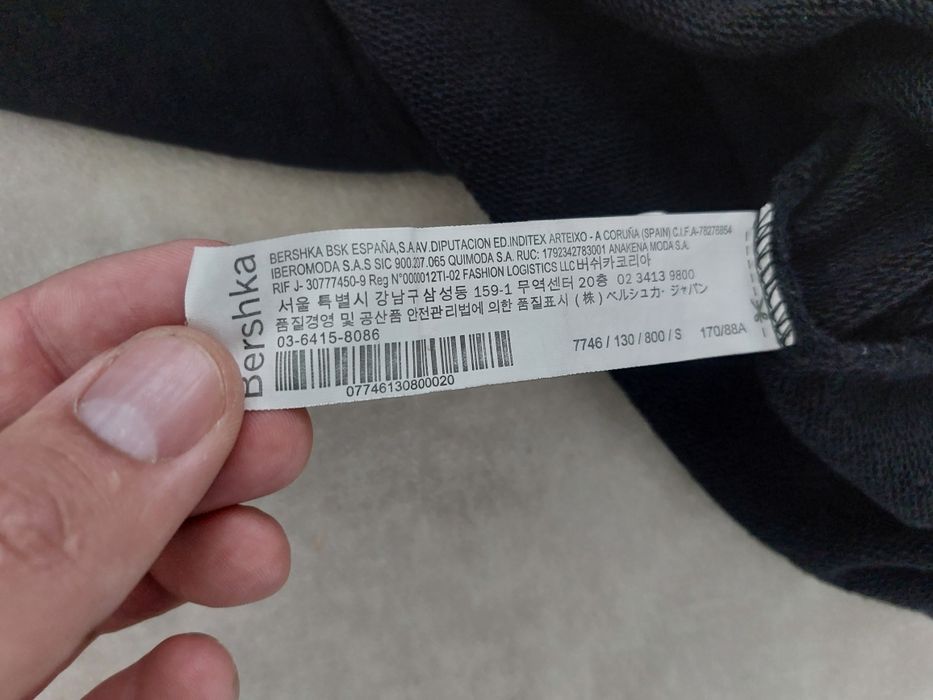 Bershka
BERSHKA BSK ESPAÑA,S.A AV.DIPUTACION ED.INDITEX ARTEIXO - A CORUÑA (SPAIN) C.I.F.A-78276854
IBEROMODA S.A.S SIC 900.207.065 QUIMODA S.A. RUC: 1792342783001 ANAKENA MODA S.A.
RIF J- 30777450-9 Reg N°0000012TI-02 FASHION LOGISTICS LLC 버쉬카코리아
서울 특별시 강남구 삼성동 159-1 무역센터 20층 02 3413 9800
품질경영 및 공산품 안전관리법에 의한 품질표시 (株) ベルシュカ・ジャパン
03-6415-8086
7746 / 130 / 800 / S 170/88A
07746130800020